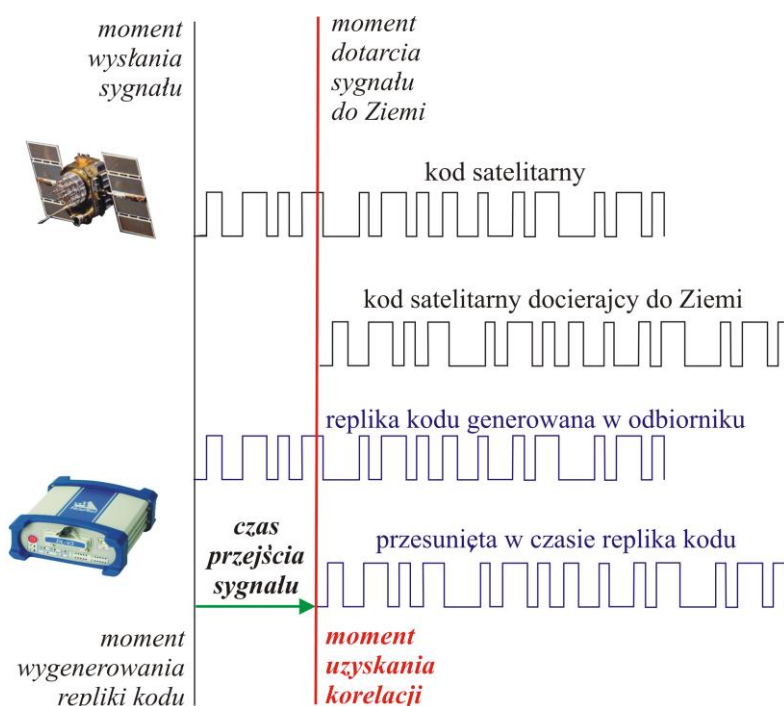 moment
wysłania
sygnału
moment
dotarcia
sygnału
do Ziemi
kod satelitarny
kod satelitarny docierajcy do Ziemi
replika kodu generowana w odbiorniku
czas
przejścia
sygnału
przesunięta w czasie replika kodu
moment
wygenerowania
repliki kodu
moment
uzyskania
korelacji